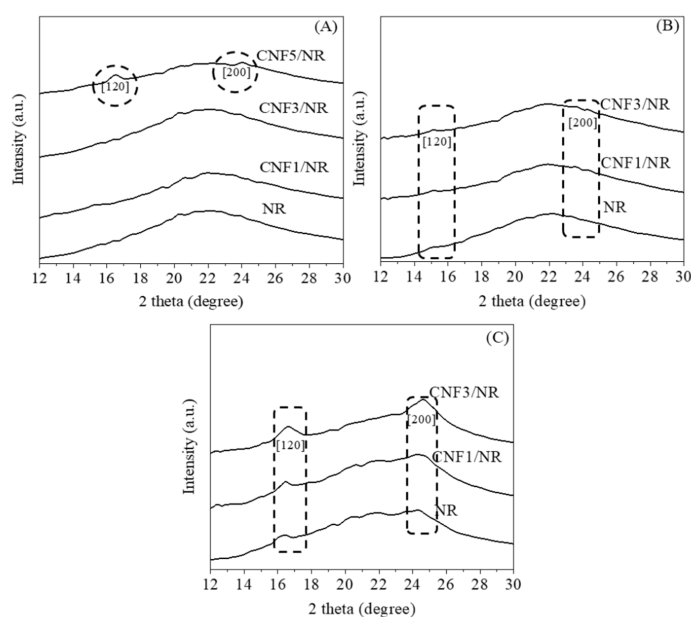 (A)
CNF5/NR
[120]
[200]
CNF3/NR
CNF1/NR
NR
Intensity (a.u.)
12 14 16 18 20 22 24 26 28 30
2 theta (degree)
(B)
CNF3/NR
[120]
[200]
CNF1/NR
NR
Intensity (a.u.)
12 14 16 18 20 22 24 26 28 30
2 theta (degree)
(C)
CNF3/NR
[120]
[200]
CNF1/NR
NR
Intensity (a.u.)
12 14 16 18 20 22 24 26 28 30
2 theta (degree)